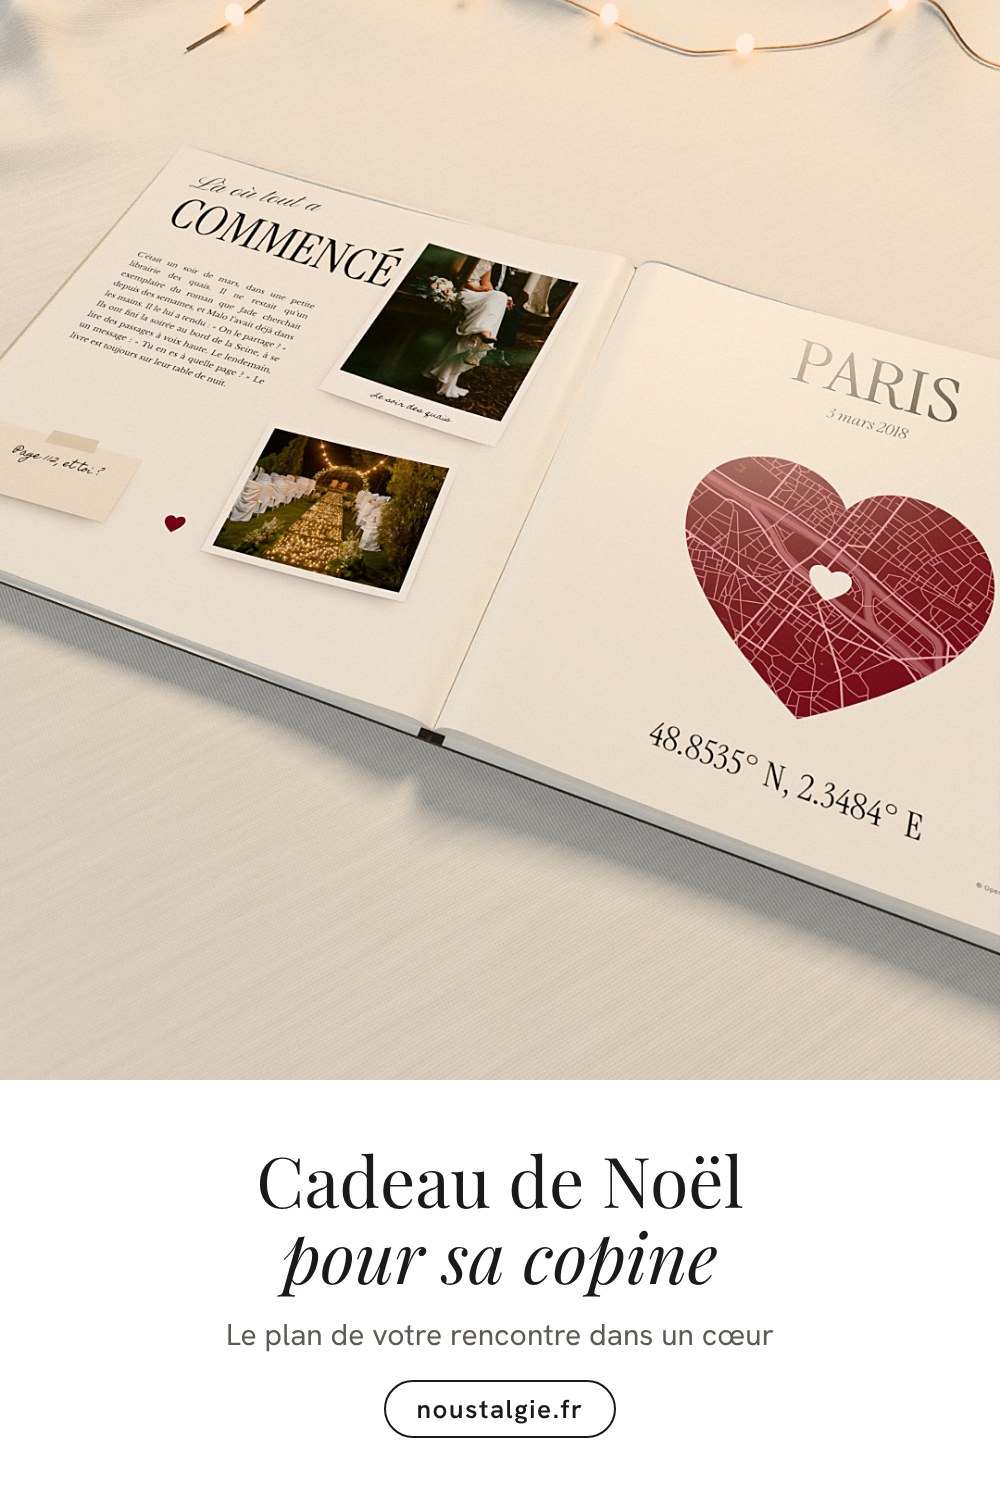 Là où tout a
COMMENCÉ
C'était un soir de mars, dans une petite
librairie des quais. Il ne restait qu'un
exemplaire du roman que Jade cherchait
depuis des semaines, et Malo l'avait déjà dans
les mains. Il le lui a tendu : « On le partage ? »
Ils ont fini la soirée au bord de la Seine, à se
lire des passages à voix haute. Le lendemain,
un message : « Tu en es à quelle page ? » Le
livre est toujours sur leur table de nuit.
Le soir des quais
Page 112, et toi ?
PARIS
3 mars 2018
48.8535° N, 2.3484° E
Cadeau de Noël
pour sa copine
Le plan de votre rencontre dans un cœur
noustalgie.fr